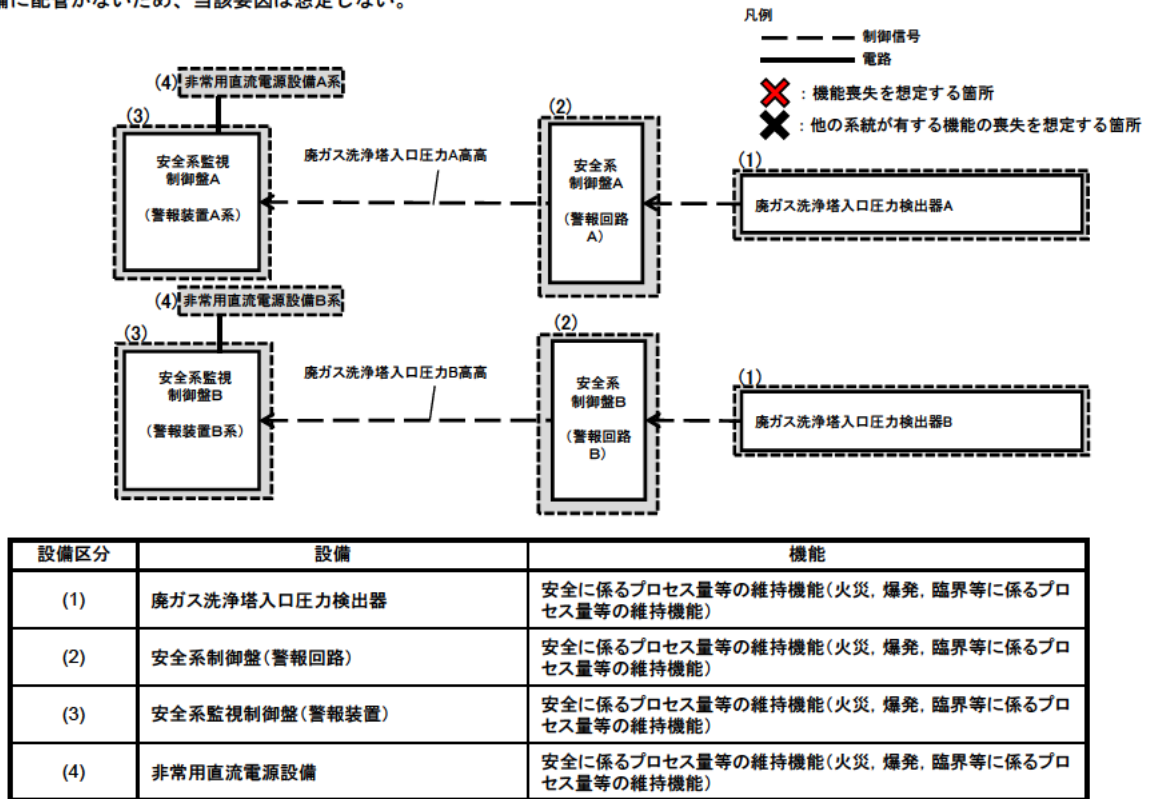 備に配管がないため、当該要因は想定しない。
凡例
制御信号
電路
：機能喪失を想定する箇所
：他の系統が有する機能の喪失を想定する箇所
(4)
非常用直流電源設備A系
(3)
安全系監視
制御盤A
（警報装置A系）
廃ガス洗浄塔入口圧力A高高
(2)
安全系
制御盤A
（警報回路
A）
(1)
廃ガス洗浄塔入口圧力検出器A
(4)
非常用直流電源設備B系
(3)
安全系監視
制御盤B
（警報装置B系）
廃ガス洗浄塔入口圧力B高高
(2)
安全系
制御盤B
（警報回路
B）
(1)
廃ガス洗浄塔入口圧力検出器B
設備区分 設備 機能
(1) 廃ガス洗浄塔入口圧力検出器 安全に係るプロセス量等の維持機能（火災，爆発，臨界等に係るプロ
セス量等の維持機能）
(2) 安全系制御盤（警報回路） 安全に係るプロセス量等の維持機能（火災，爆発，臨界等に係るプロ
セス量等の維持機能）
(3) 安全系監視制御盤（警報装置） 安全に係るプロセス量等の維持機能（火災，爆発，臨界等に係るプロ
セス量等の維持機能）
(4) 非常用直流電源設備 安全に係るプロセス量等の維持機能（火災，爆発，臨界等に係るプロ
セス量等の維持機能）